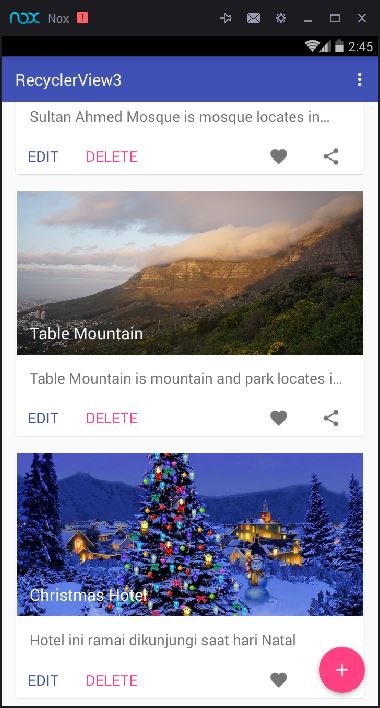 nox Nox
2:45
RecyclerView3
Sultan Ahmed Mosque is mosque locates in...
EDIT DELETE
Table Mountain
Table Mountain is mountain and park locates i...
EDIT DELETE
Christmas Hotel
Hotel ini ramai dikunjungi saat hari Natal
EDIT DELETE